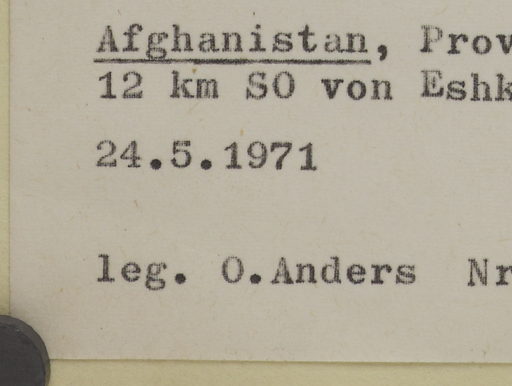 Afghanistan, Prov
12 km SO von Eshk
24.5.1971
leg. O.Anders Nr